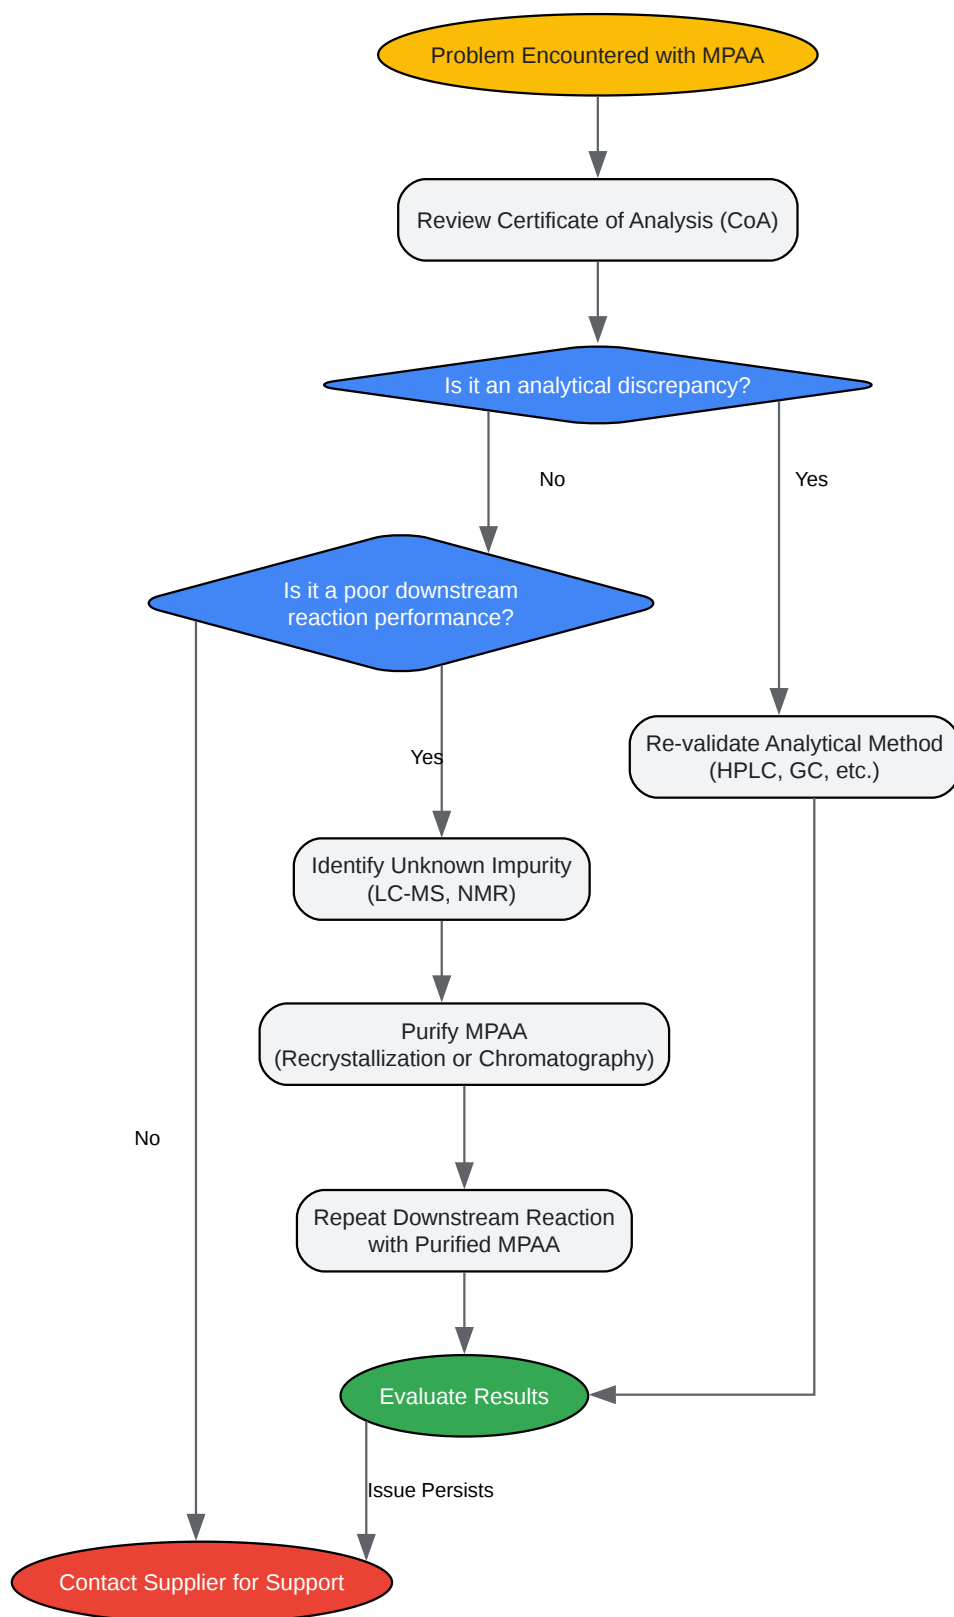 Problem Encountered with MPAA
Review Certificate of Analysis (CoA)
Is it an analytical discrepancy?
No
Yes
Is it a poor downstream
reaction performance?
Re-validate Analytical Method
(HPLC, GC, etc.)
Yes
Identify Unknown Impurity
(LC-MS, NMR)
Purify MPAA
(Recrystallization or Chromatography)
No
Repeat Downstream Reaction
with Purified MPAA
Evaluate Results
Issue Persists
Contact Supplier for Support